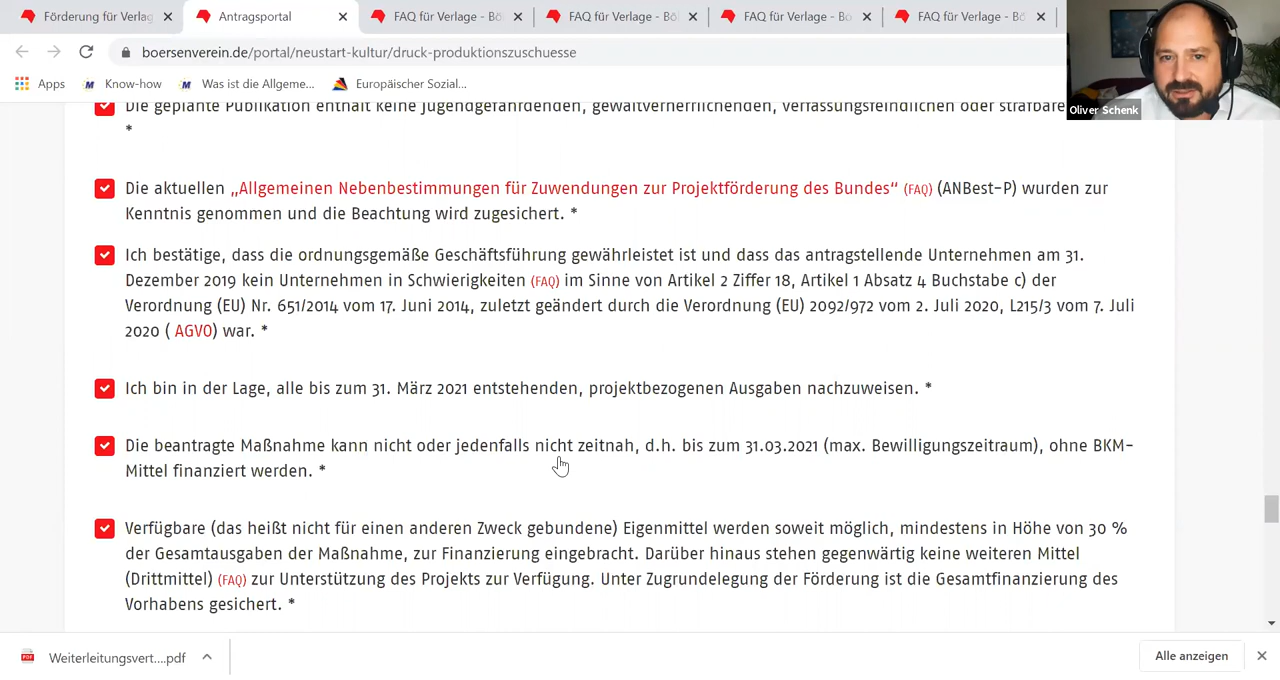 Förderung für Verlag
Antragsportal
FAQ für Verlage - Bö
FAQ für Verlage - Bö
FAQ für Verlage - Bö
FAQ für Verlage - Bö
boersenverein.de/portal/neustart-kultur/druck-produktionszuschuesse
Apps
Know-how
Was ist die Allgeme...
Europäischer Sozial...
Oliver Schenk
Die geplante Publikation enthält keine jugendgefährdenden, gewaltverherrlichenden, verfassungsfeindlichen oder strafbare
*
Die aktuellen „Allgemeinen Nebenbestimmungen für Zuwendungen zur Projektförderung des Bundes“ (FAQ) (ANBest-P) wurden zur
Kenntnis genommen und die Beachtung wird zugesichert. *
Ich bestätige, dass die ordnungsgemäße Geschäftsführung gewährleistet ist und dass das antragstellende Unternehmen am 31.
Dezember 2019 kein Unternehmen in Schwierigkeiten (FAQ) im Sinne von Artikel 2 Ziffer 18, Artikel 1 Absatz 4 Buchstabe c) der
Verordnung (EU) Nr. 651/2014 vom 17. Juni 2014, zuletzt geändert durch die Verordnung (EU) 2092/972 vom 2. Juli 2020, L215/3 vom 7. Juli
2020 ( AGVO) war. *
Ich bin in der Lage, alle bis zum 31. März 2021 entstehenden, projektbezogenen Ausgaben nachzuweisen. *
Die beantragte Maßnahme kann nicht oder jedenfalls nicht zeitnah, d.h. bis zum 31.03.2021 (max. Bewilligungszeitraum), ohne BKM-
Mittel finanziert werden. *
Verfügbare (das heißt nicht für einen anderen Zweck gebundene) Eigenmittel werden soweit möglich, mindestens in Höhe von 30 %
der Gesamtausgaben der Maßnahme, zur Finanzierung eingebracht. Darüber hinaus stehen gegenwärtig keine weiteren Mittel
(Drittmittel) (FAQ) zur Unterstützung des Projekts zur Verfügung. Unter Zugrundelegung der Förderung ist die Gesamtfinanzierung des
Vorhabens gesichert. *
PDF
Weiterleitungsvert....pdf
Alle anzeigen